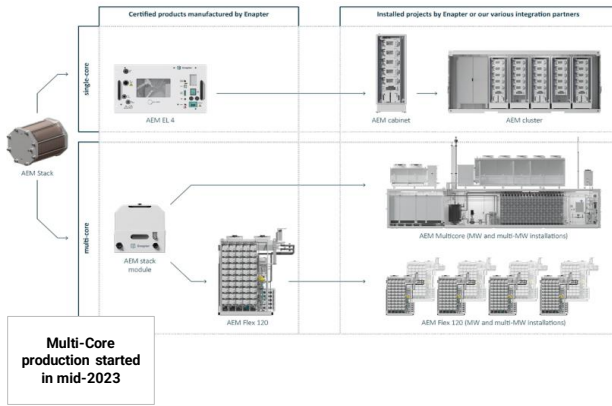 Certified products manufactured by Enapter
Installed projects by Enapter or our various integration partners
single-core
AEM EL 4
AEM cabinet
AEM cluster
AEM Stack
multi-core
AEM stack
module
AEM Flex 120
AEM Multicore (MW and multi-MW installations)
AEM Flex 120 (MW and multi-MW installations)
Multi-Core
production started
in mid-2023